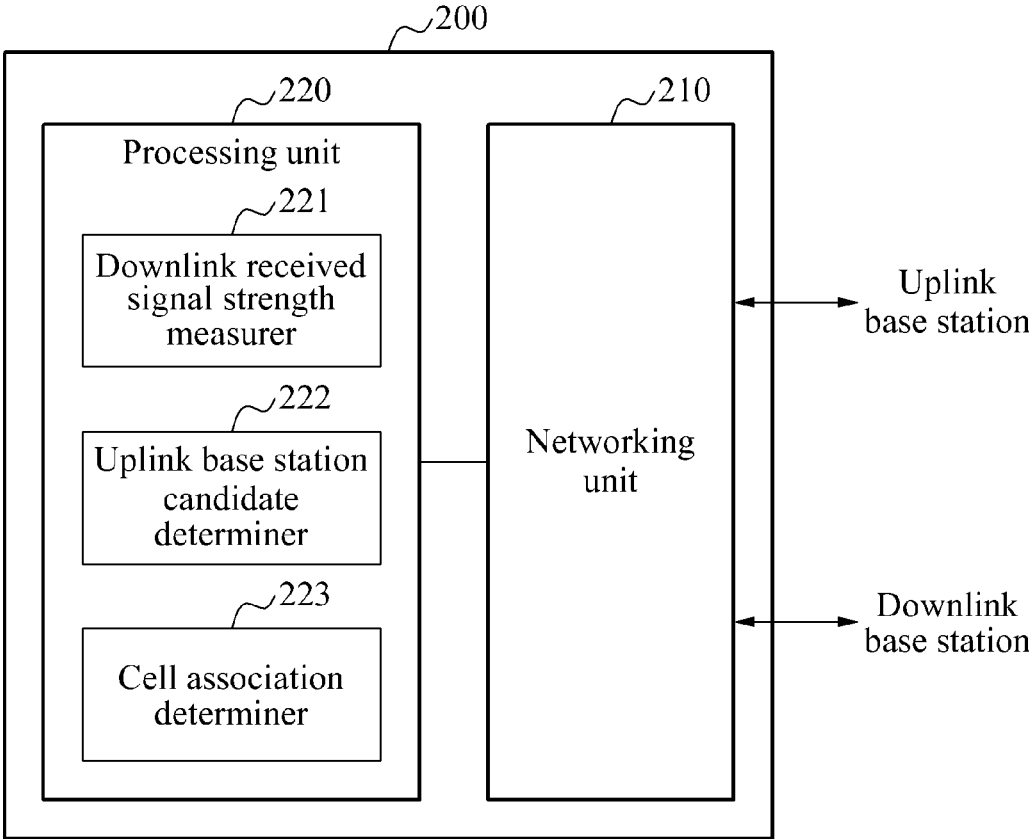 200
220
210
Processing unit
221
Downlink received
signal strength
measurer
222
Uplink base station
candidate
determiner
223
Cell association
determiner
Networking
unit
Uplink
base station
Downlink
base station